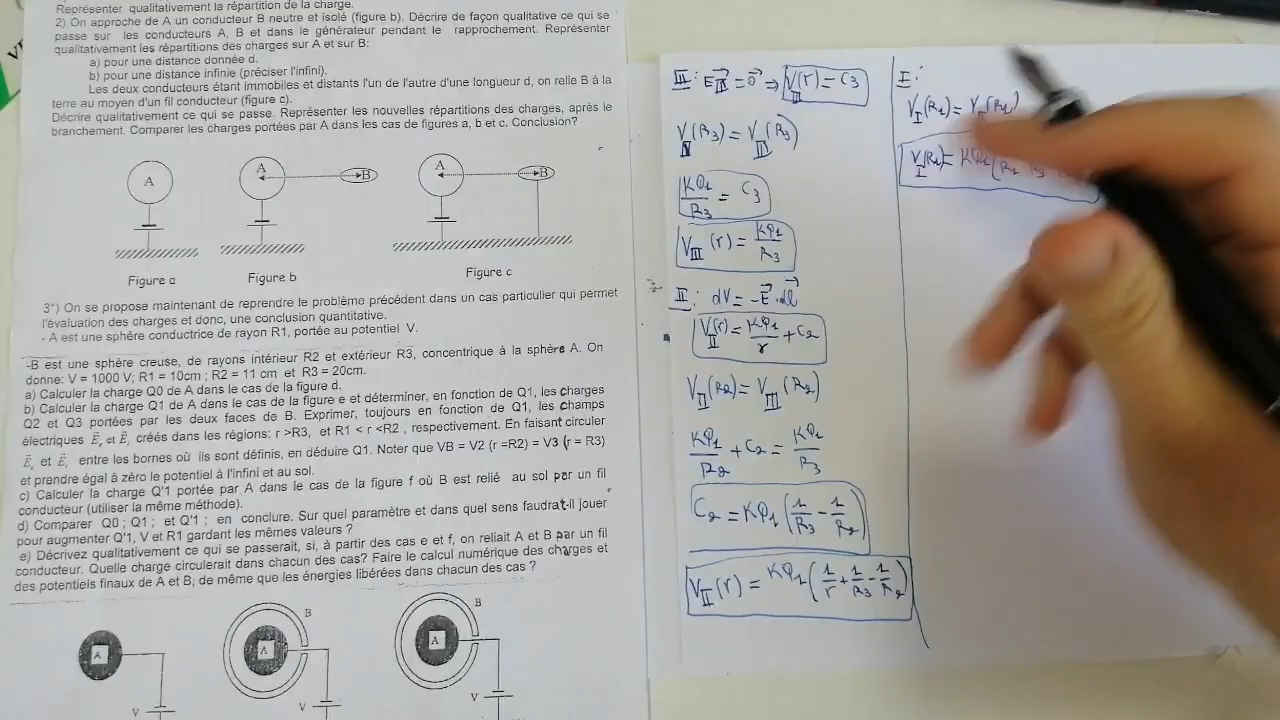 Représenter qualitativement la répartition de la charge.
2) On approche de A un conducteur B neutre et isolé (figure b). Décrire de façon qualitative ce qui se
passe sur les conducteurs A, B et dans le générateur pendant le rapprochement. Représenter
qualitativement les répartitions des charges sur A et sur B:
a) pour une distance donnée d.
b) pour une distance infinie (préciser l'infini).
Les deux conducteurs étant immobiles et distants l'un de l'autre d'une longueur d, on relie B à la
terre au moyen d'un fil conducteur (figure c).
Décrire qualitativement ce qui se passe. Représenter les nouvelles répartitions des charges, après le
branchement. Comparer les charges portées par A dans les cas de figures a, b et c. Conclusion?
A
A
B
A
B
Figure a
Figure b
Figure c
3°) On se propose maintenant de reprendre le problème précédent dans un cas particulier qui permet
l'évaluation des charges et donc, une conclusion quantitative.
- A est une sphère conductrice de rayon R1, portée au potentiel V.
-B est une sphère creuse, de rayons intérieur R2 et extérieur R3, concentrique à la sphère A. On
donne: V = 1000 V; R1 = 10cm ; R2 = 11 cm et R3 = 20cm.
a) Calculer la charge Q0 de A dans le cas de la figure d.
b) Calculer la charge Q1 de A dans le cas de la figure e et déterminer, en fonction de Q1, les charges
Q2 et Q3 portées par les deux faces de B. Exprimer, toujours en fonction de Q1, les champs
électriques E⃗e et E⃗i créés dans les régions: r >R3, et R1 < r <R2 , respectivement. En faisant circuler
E⃗e et E⃗i entre les bornes où ils sont définis, en déduire Q1. Noter que VB = V2 (r =R2) = V3 (r = R3)
et prendre égal à zéro le potentiel à l'infini et au sol.
c) Calculer la charge Q'1 portée par A dans le cas de la figure f où B est relié au sol par un fil
conducteur (utiliser la même méthode).
d) Comparer Q0 ; Q1 ; et Q'1 ; en conclure. Sur quel paramètre et dans quel sens faudrat-il jouer
pour augmenter Q'1, V et R1 gardant les mêmes valeurs ?
e) Décrivez qualitativement ce qui se passerait, si, à partir des cas e et f, on reliait A et B par un fil
conducteur. Quelle charge circulerait dans chacun des cas? Faire le calcul numérique des charges et
des potentiels finaux de A et B; de même que les énergies libérées dans chacun des cas ?
A
V
B
A
V
B
A
V
III: E⃗III = 0⃗ ⇒ VIII(r) = C3
VIV(R3) = VIII(R3)
KQ1/R3 = C3
VIII(r) = KQ1/R3
II: dV = -E⃗.dl⃗
VII(r) = KQ1/r + C2
VII(R2) = VIII(R2)
KQ1/R2 + C2 = KQ1/R3
C2 = KQ1(1/R3 - 1/R2)
VII(r) = KQ1(1/r + 1/R3 - 1/R2)
I:
VI(R1) = VII(R1)
VI(R1) = KQ1(